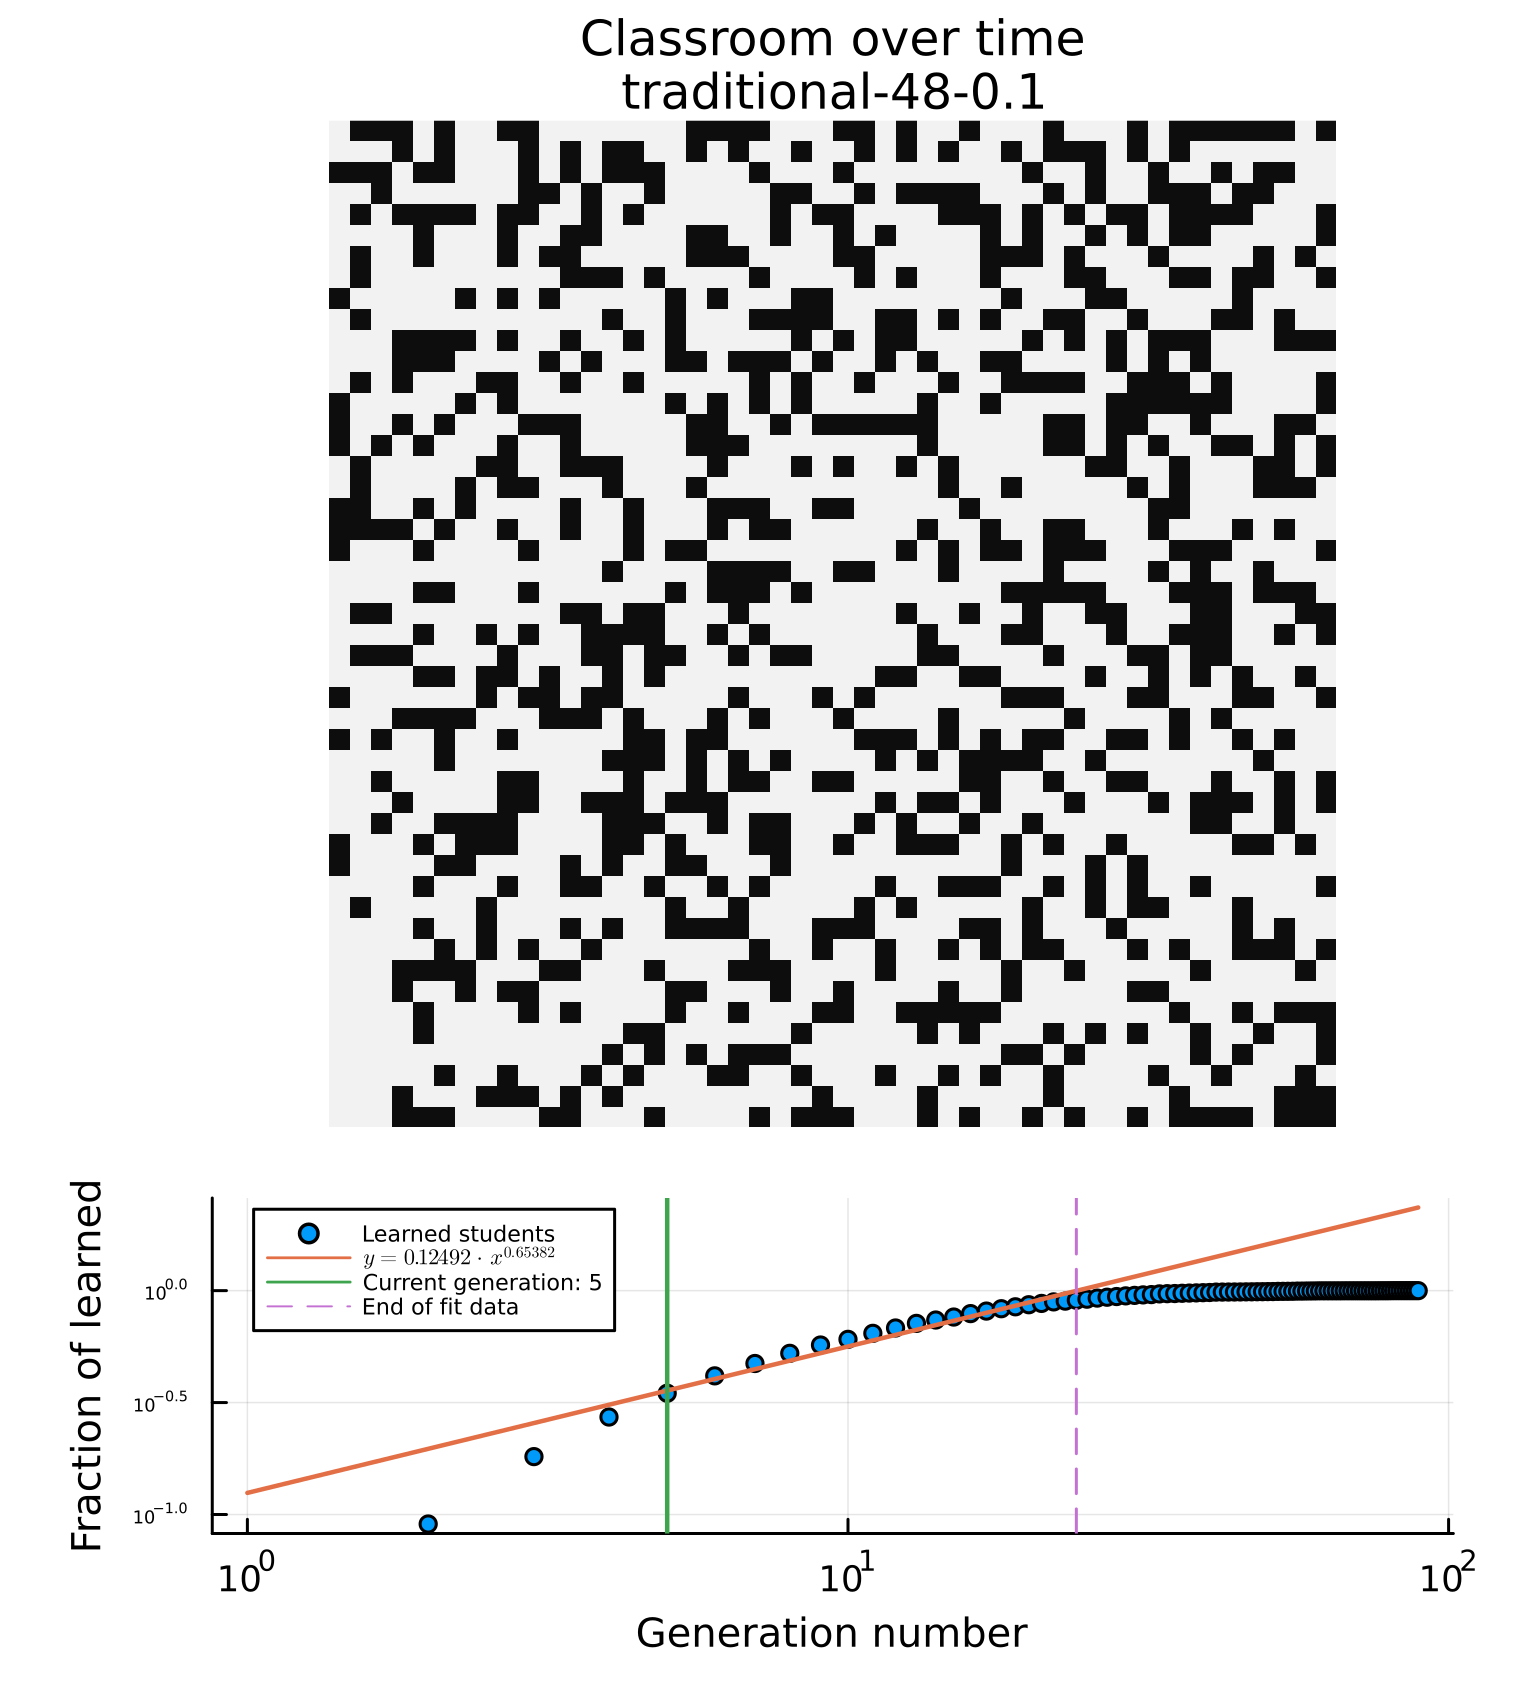 Classroom over time
traditional-48-0.1
Fraction of learned
Learned students
y = 0.12492 · x^0.65382
Current generation: 5
End of fit data
10^0.0
10^−0.5
10^−1.0
10^0 10^1 10^2
Generation number